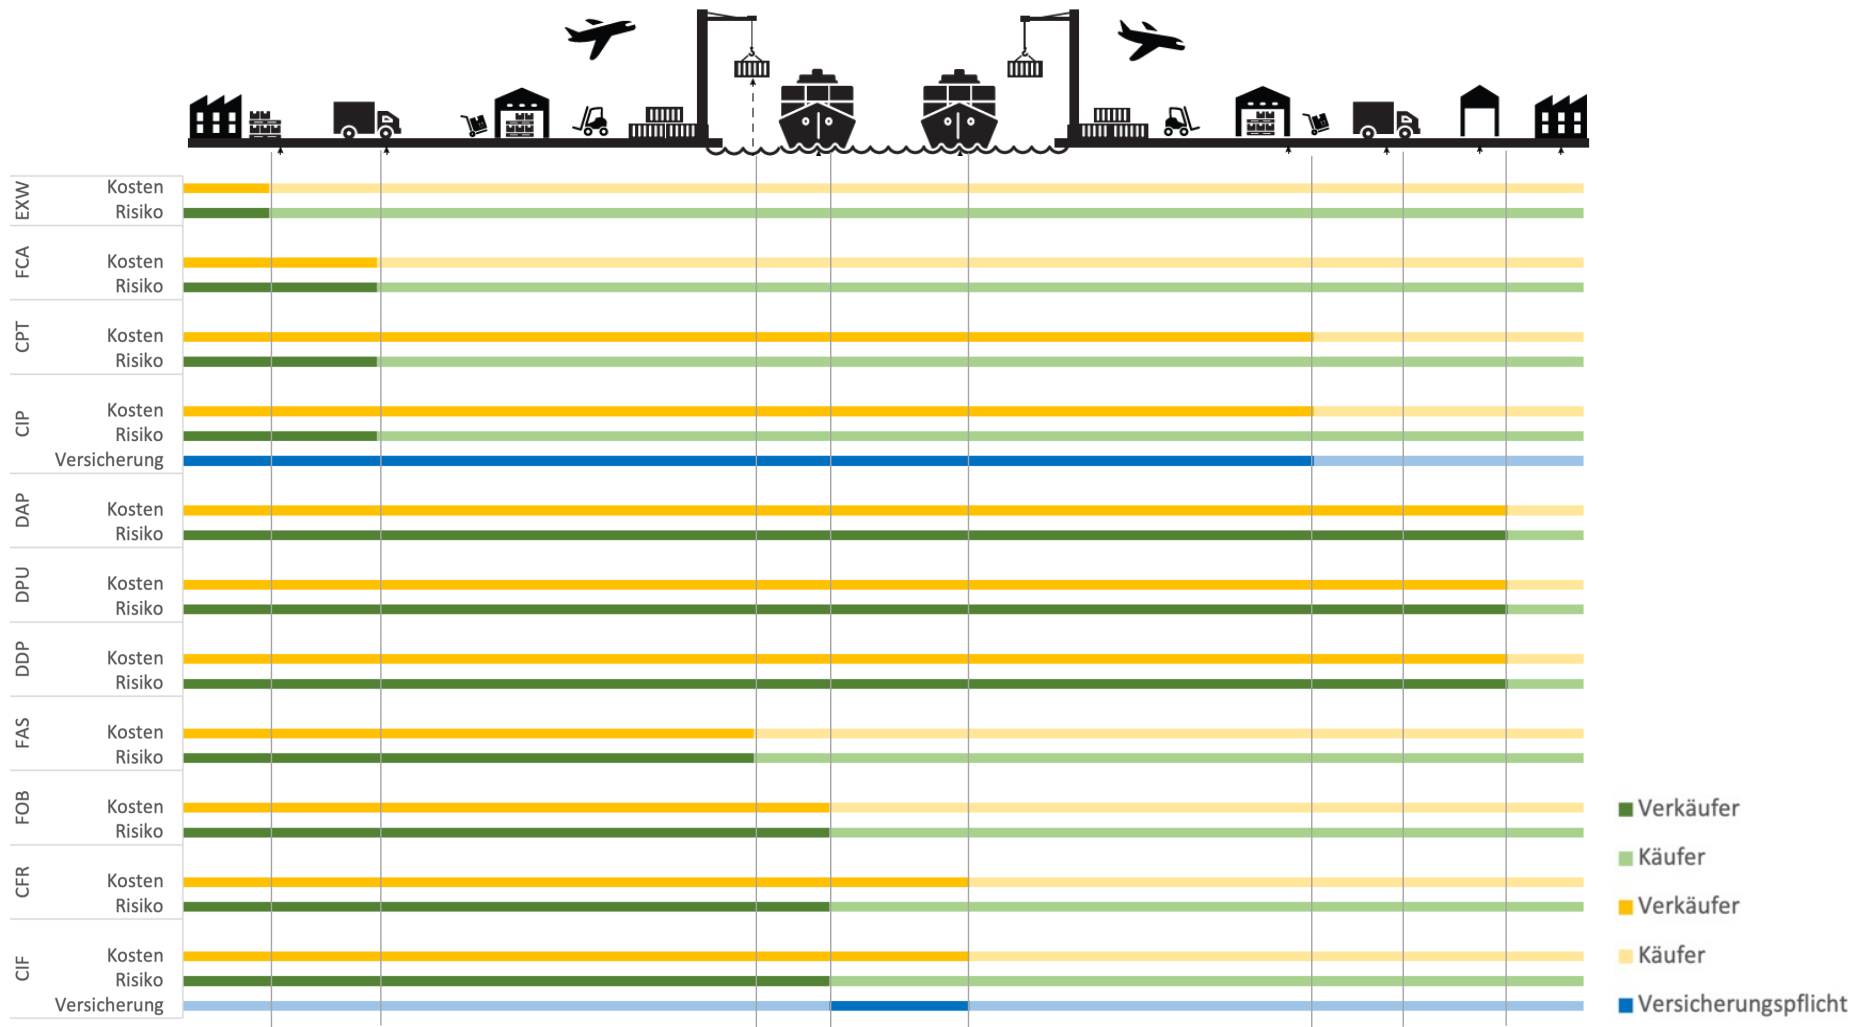 EXW
Kosten
Risiko
FCA
Kosten
Risiko
CPT
Kosten
Risiko
CIP
Kosten
Risiko
Versicherung
DAP
Kosten
Risiko
DPU
Kosten
Risiko
DDP
Kosten
Risiko
FAS
Kosten
Risiko
FOB
Kosten
Risiko
CFR
Kosten
Risiko
CIF
Kosten
Risiko
Versicherung
Verkäufer
Käufer
Verkäufer
Käufer
Versicherungspflicht